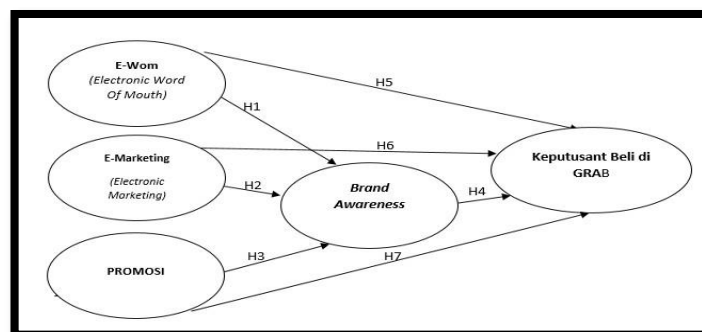 E-Wom
(Electronic Word
Of Mouth)
H5
H1
E-Marketing
(Electronic
Marketing)
H6
H2
Keputusant Beli di
GRAB
Brand
Awareness
H4
PROMOSI
H3
H7